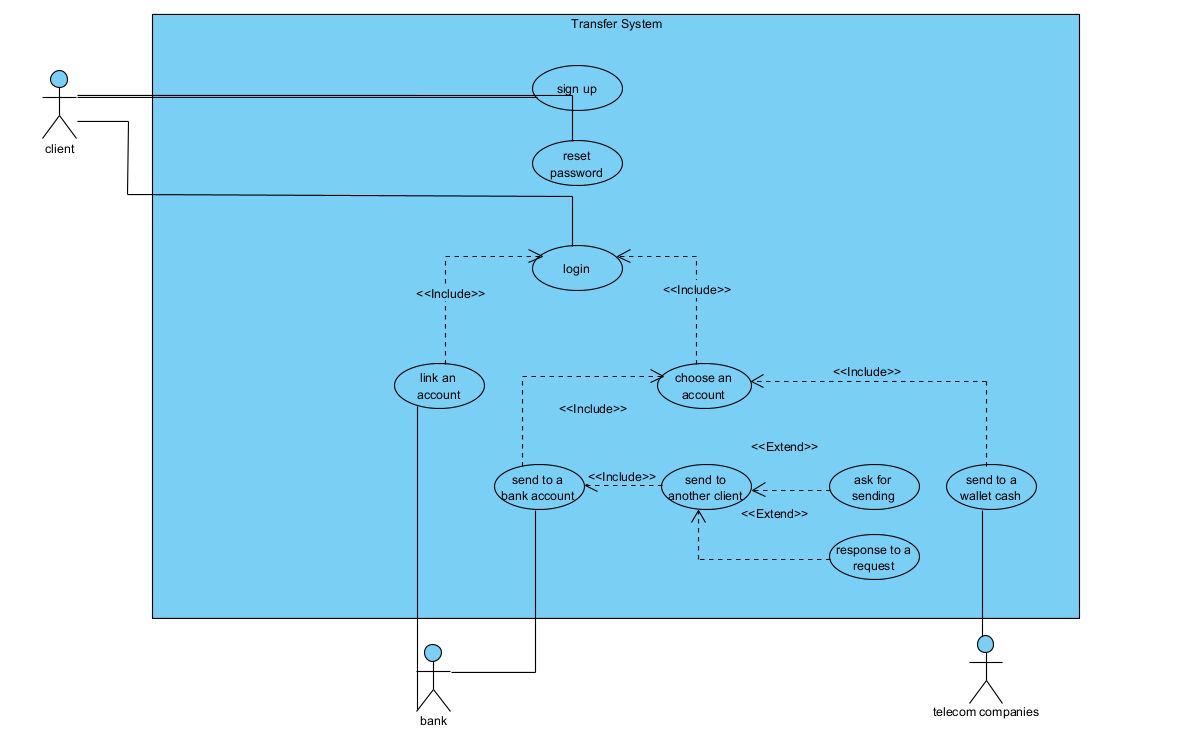 Transfer System
sign up
client
reset
password
login
<<Include>>
<<Include>>
link an
account
choose an
account
<<Include>>
<<Include>>
<<Extend>>
send to a
bank account
<<Include>>
send to
another client
ask for
sending
send to a
wallet cash
<<Extend>>
response to a
request
bank
telecom companies